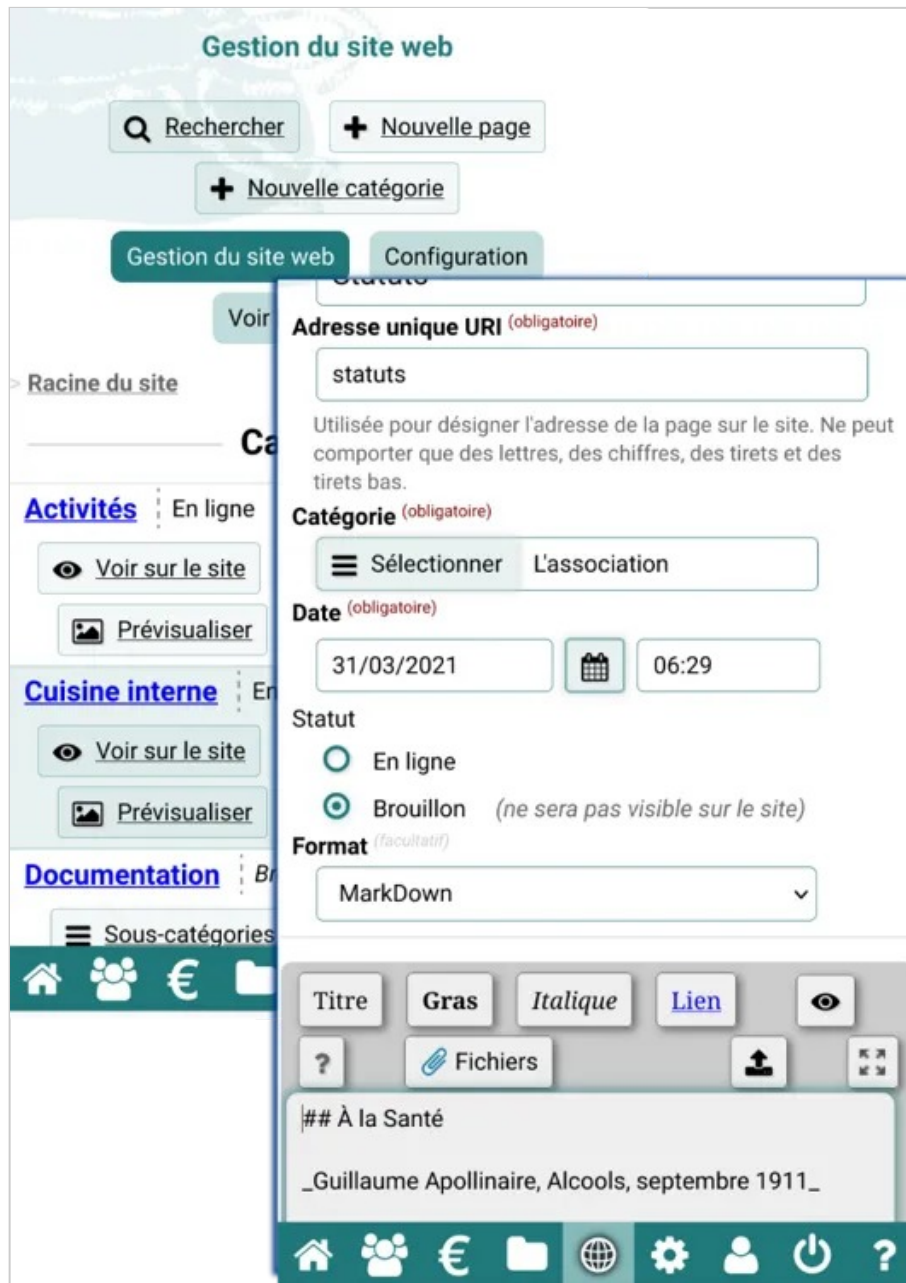 Gestion du site web
Rechercher
Nouvelle page
Nouvelle catégorie
Gestion du site web
Configuration
Voir
> Racine du site
Ca
Activités
En ligne
Voir sur le site
Prévisualiser
Cuisine interne
En
Voir sur le site
Prévisualiser
Documentation
Br
Sous-catégories
€
Statuts
Adresse unique URI (obligatoire)
statuts
Utilisée pour désigner l'adresse de la page sur le site. Ne peut
comporter que des lettres, des chiffres, des tirets et des
tirets bas.
Catégorie (obligatoire)
Sélectionner
L'association
Date (obligatoire)
31/03/2021
06:29
Statut
En ligne
Brouillon (ne sera pas visible sur le site)
Format (facultatif)
MarkDown
Titre
Gras
Italique
Lien
?
Fichiers
## À la Santé
_Guillaume Apollinaire, Alcools, septembre 1911_
€
?